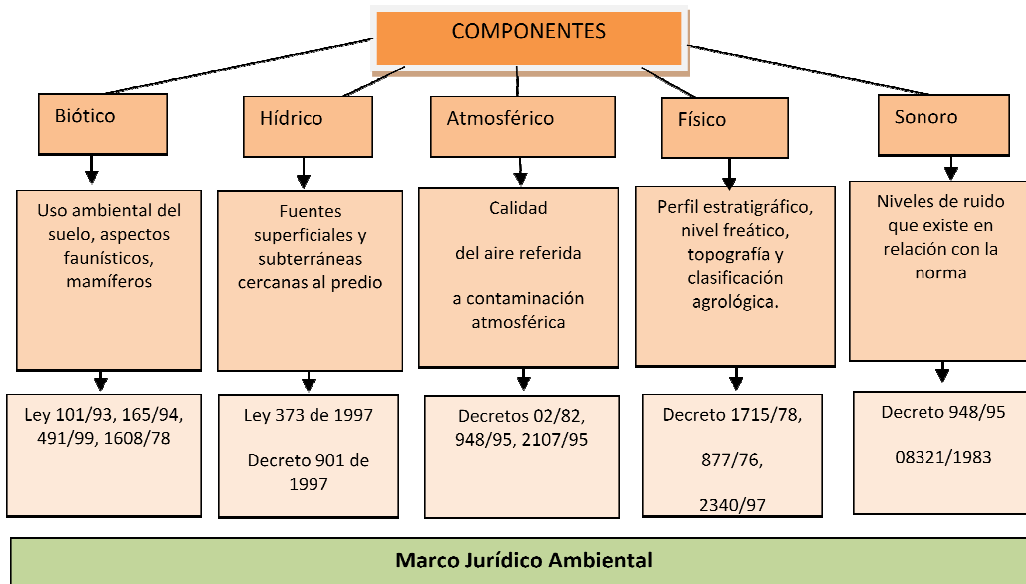 COMPONENTES
Biótico
Hídrico
Atmosférico
Físico
Sonoro
Uso ambiental del
suelo, aspectos
faunísticos,
mamíferos
Fuentes
superficiales y
subterráneas
cercanas al predio
Calidad
del aire referida
a contaminación
atmosférica
Perfil estratigráfico,
nivel freático,
topografía y
clasificación
agrológica.
Niveles de ruido
que existe en
relación con la
norma
Ley 101/93, 165/94,
491/99, 1608/78
Ley 373 de 1997
Decreto 901 de
1997
Decretos 02/82,
948/95, 2107/95
Decreto 1715/78,
877/76,
2340/97
Decreto 948/95
08321/1983
Marco Jurídico Ambiental